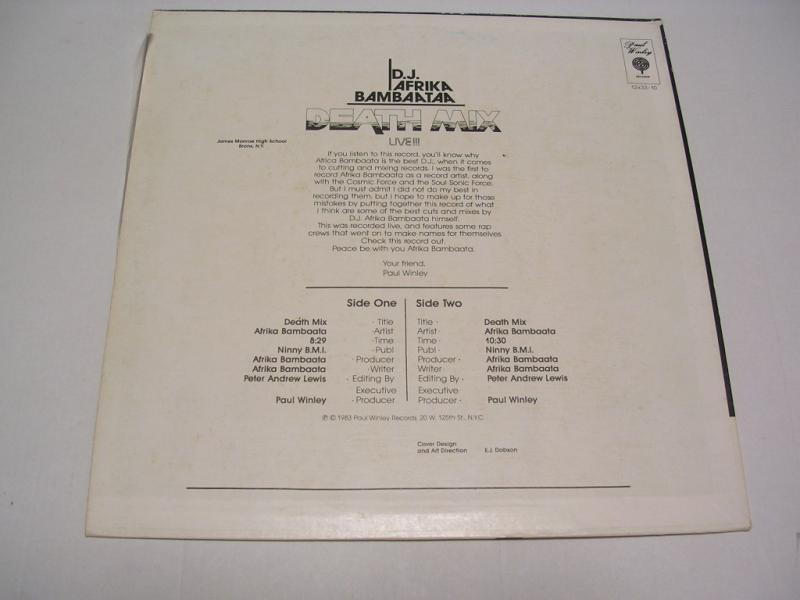 Paul
Winley
RECORDS
12x33-10
D.J.
AFRIKA
BAMBAATAA
DEATH MIX
LIVE!!!
James Monroe High School
Bronx, N.Y.
If you listen to this record, you'll know why
Africa Bambaata is the best D.J., when it comes
to cutting and mixing records. I was the first to
record Afrika Bambaata as a record artist, along
with the Cosmic Force and the Soul Sonic Force.
But I must admit I did not do my best in
recording them, but I hope to make up for those
mistakes by putting together this record of what
I think are some of the best cuts and mixes by
D.J. Afrika Bambaata himself.
This was recorded live, and features some rap
crews that went on to make names for themselves.
Check this record out.
Peace be with you Afrika Bambaata.
Your friend,
Paul Winley
Side One Side Two
Death Mix · Title Title · Death Mix
Afrika Bambaata · Artist Artist · Afrika Bambaata
8:29 · Time Time · 10:30
Ninny B.M.I. · Publ Publ · Ninny B.M.I.
Afrika Bambaata · Producer Producer · Afrika Bambaata
Afrika Bambaata · Writer Writer · Afrika Bambaata
Peter Andrew Lewis · Editing By Editing By · Peter Andrew Lewis
Executive Executive
Paul Winley · Producer Producer · Paul Winley
℗ © 1983 Paul Winley Records, 20 W. 125th St., N.Y.C.
Cover Design
and Art Direction E.J. Dobson